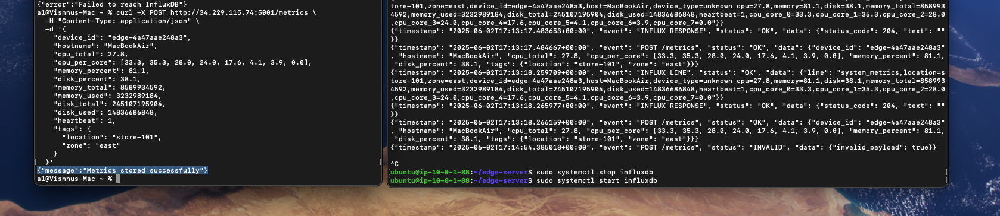 {"error":"Failed to reach InfluxDB"}
a1@Vishnus-Mac ~ % curl -X POST http://34.229.115.74:5001/metrics \
  -H "Content-Type: application/json" \
  -d '{
    "device_id": "edge-4a47aae248a3",
    "hostname": "MacBookAir",
    "cpu_total": 27.8,
    "cpu_per_core": [33.3, 35.3, 28.0, 24.0, 17.6, 4.1, 3.9, 0.0],
    "memory_percent": 81.1,
    "disk_percent": 38.1,
    "memory_total": 8589934592,
    "memory_used": 3232989184,
    "disk_total": 245107195904,
    "disk_used": 14836686848,
    "heartbeat": 1,
    "tags": {
      "location": "store-101",
      "zone": "east"
    }
  }'
{"message":"Metrics stored successfully"}
a1@Vishnus-Mac ~ %
tore-101,zone=east,device_id=edge-4a47aae248a3,host=MacBookAir,device_type=unknown cpu=27.8,memory=81.1,disk=38.1,memory_total=858993
4592,memory_used=3232989184,disk_total=245107195904,disk_used=14836686848,heartbeat=1,cpu_core_0=33.3,cpu_core_1=35.3,cpu_core_2=28.0
,cpu_core_3=24.0,cpu_core_4=17.6,cpu_core_5=4.1,cpu_core_6=3.9,cpu_core_7=0.0"}}
{"timestamp": "2025-06-02T17:13:17.483653+00:00", "event": "INFLUX RESPONSE", "status": "OK", "data": {"status_code": 204, "text": ""
}}
{"timestamp": "2025-06-02T17:13:17.484667+00:00", "event": "POST /metrics", "status": "OK", "data": {"device_id": "edge-4a47aae248a3"
, "hostname": "MacBookAir", "cpu_total": 27.8, "cpu_per_core": [33.3, 35.3, 28.0, 24.0, 17.6, 4.1, 3.9, 0.0], "memory_percent": 81.1,
 "disk_percent": 38.1, "tags": {"location": "store-101", "zone": "east"}}}
{"timestamp": "2025-06-02T17:13:18.259709+00:00", "event": "INFLUX LINE", "status": "OK", "data": {"line": "system_metrics,location=s
tore-101,zone=east,device_id=edge-4a47aae248a3,host=MacBookAir,device_type=unknown cpu=27.8,memory=81.1,disk=38.1,memory_total=858993
4592,memory_used=3232989184,disk_total=245107195904,disk_used=14836686848,heartbeat=1,cpu_core_0=33.3,cpu_core_1=35.3,cpu_core_2=28.0
,cpu_core_3=24.0,cpu_core_4=17.6,cpu_core_5=4.1,cpu_core_6=3.9,cpu_core_7=0.0"}}
{"timestamp": "2025-06-02T17:13:18.265977+00:00", "event": "INFLUX RESPONSE", "status": "OK", "data": {"status_code": 204, "text": ""
}}
{"timestamp": "2025-06-02T17:13:18.266159+00:00", "event": "POST /metrics", "status": "OK", "data": {"device_id": "edge-4a47aae248a3"
, "hostname": "MacBookAir", "cpu_total": 27.8, "cpu_per_core": [33.3, 35.3, 28.0, 24.0, 17.6, 4.1, 3.9, 0.0], "memory_percent": 81.1,
 "disk_percent": 38.1, "tags": {"location": "store-101", "zone": "east"}}}
{"timestamp": "2025-06-02T17:14:54.385018+00:00", "event": "POST /metrics", "status": "INVALID", "data": {"invalid_payload": true}}
^C
ubuntu@ip-10-0-1-88:~/edge-server$ sudo systemctl stop influxdb
ubuntu@ip-10-0-1-88:~/edge-server$ sudo systemctl start influxdb